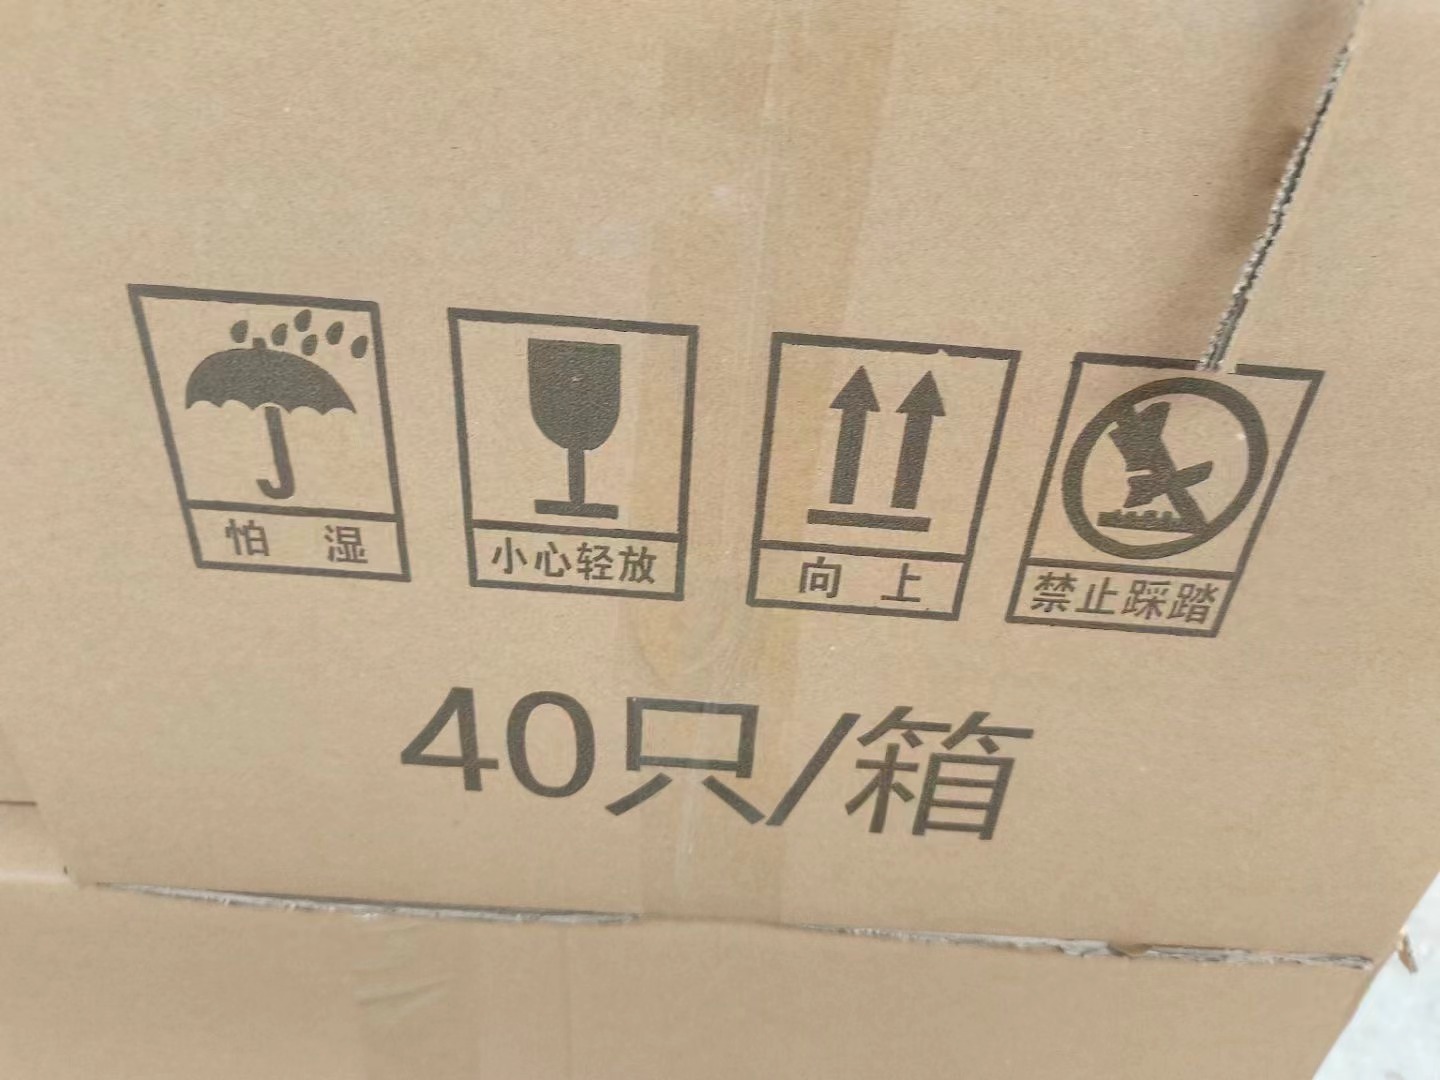 怕 湿
小心轻放
向 上
禁止踩踏
40只/箱